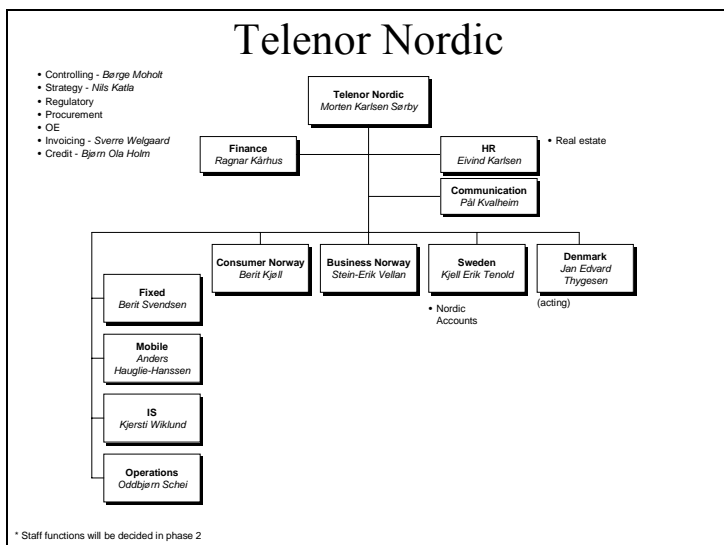 Telenor Nordic
• Controlling - Børge Moholt
• Strategy - Nils Katla
• Regulatory
• Procurement
• OE
• Invoicing - Sverre Welgaard
• Credit - Bjørn Ola Holm
Telenor Nordic
Morten Karlsen Sørby
Finance
Ragnar Kårhus
HR
Eivind Karlsen
• Real estate
Communication
Pål Kvalheim
Consumer Norway
Berit Kjøll
Business Norway
Stein-Erik Vellan
Sweden
Kjell Erik Tenold
• Nordic
Accounts
Denmark
Jan Edvard
Thygesen
(acting)
Fixed
Berit Svendsen
Mobile
Anders
Hauglie-Hanssen
IS
Kjersti Wiklund
Operations
Oddbjørn Schei
* Staff functions will be decided in phase 2